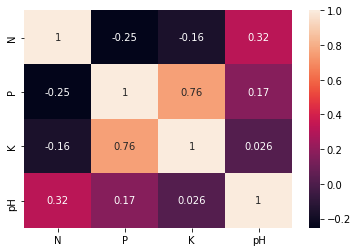 N 1 -0.25 -0.16 0.32
P -0.25 1 0.76 0.17
K -0.16 0.76 1 0.026
pH 0.32 0.17 0.026 1
N P K pH
1.0
0.8
0.6
0.4
0.2
0.0
-0.2